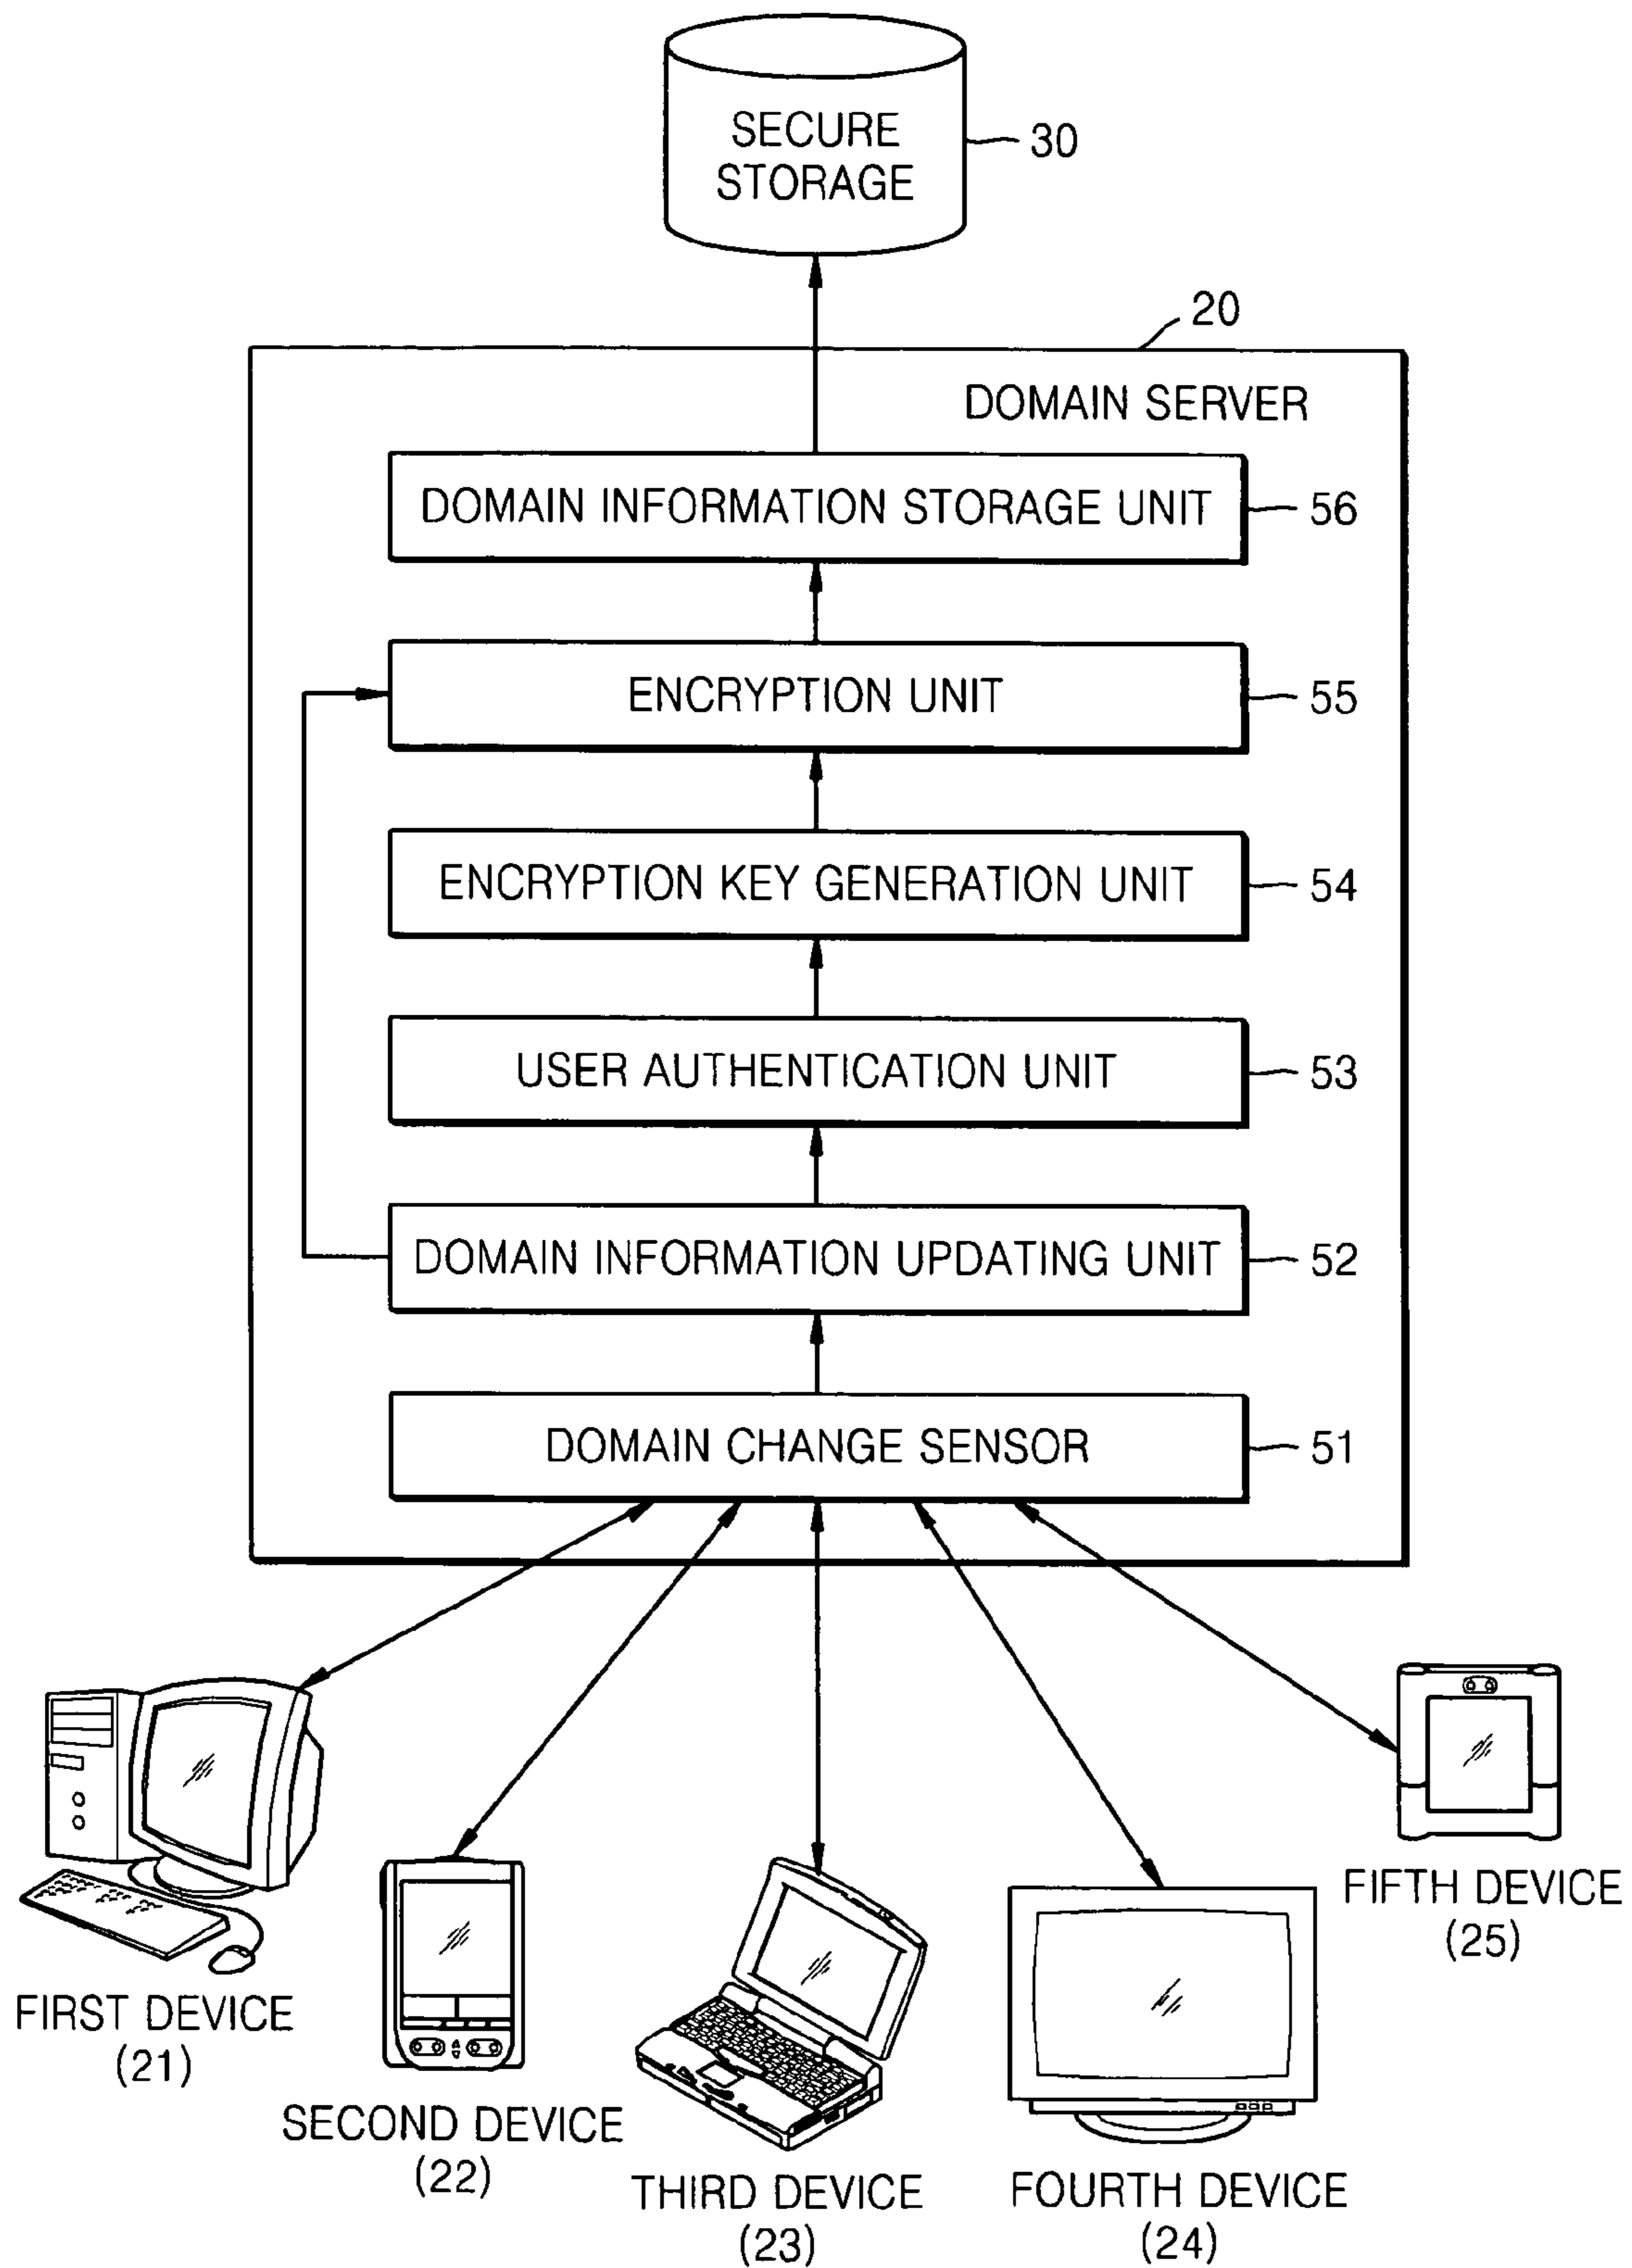 SECURE
STORAGE
30
20
DOMAIN SERVER
DOMAIN INFORMATION STORAGE UNIT
56
ENCRYPTION UNIT
55
ENCRYPTION KEY GENERATION UNIT
54
USER AUTHENTICATION UNIT
53
DOMAIN INFORMATION UPDATING UNIT
52
DOMAIN CHANGE SENSOR
51
FIRST DEVICE
(21)
SECOND DEVICE
(22)
THIRD DEVICE
(23)
FOURTH DEVICE
(24)
FIFTH DEVICE
(25)